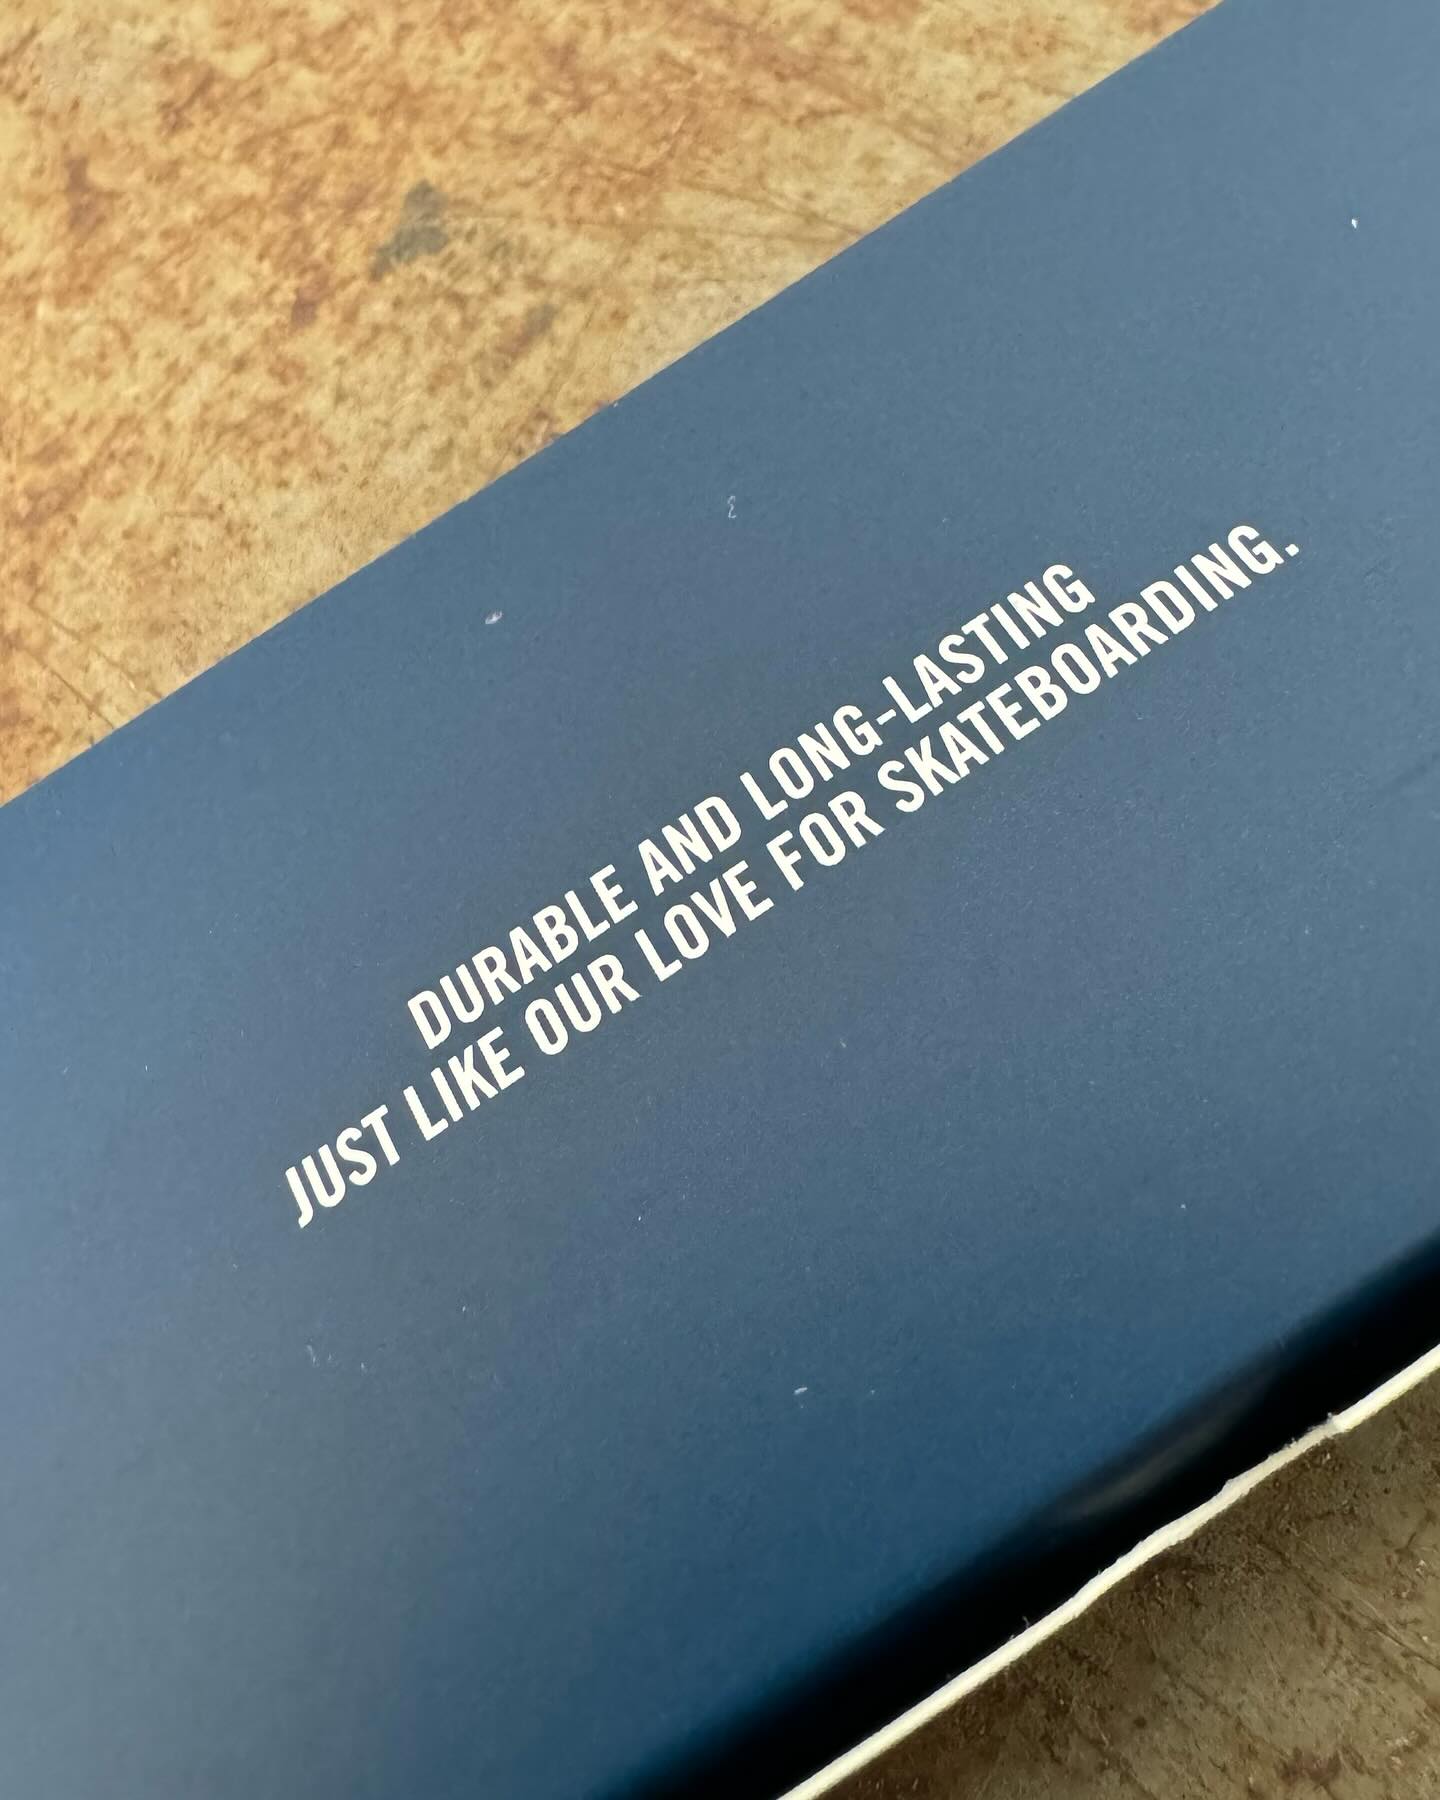 DURABLE AND LONG-LASTING
JUST LIKE OUR LOVE FOR SKATEBOARDING.